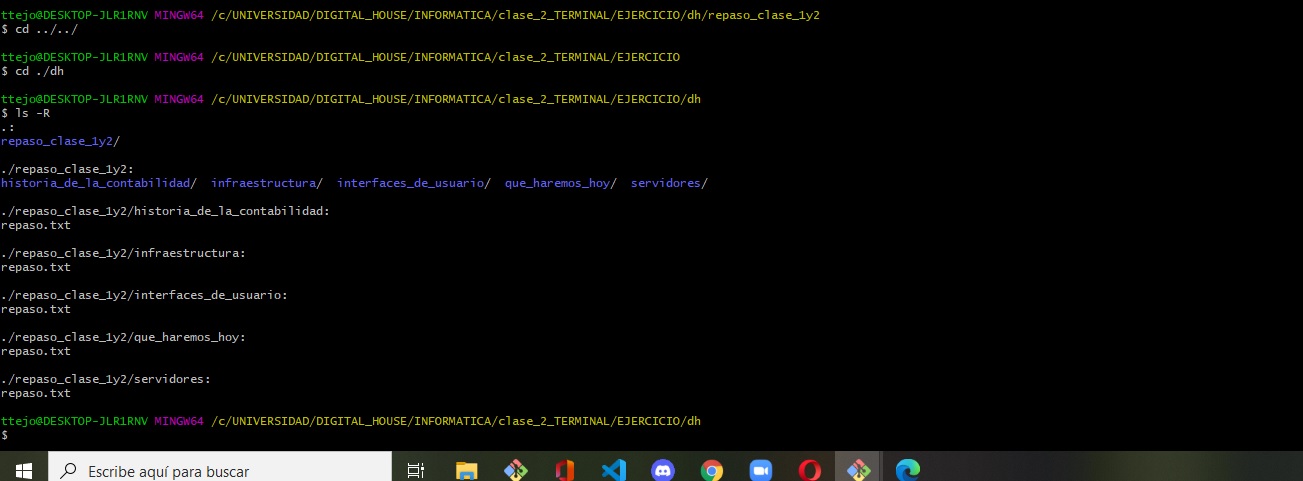 ttejo@DESKTOP-JLR1RNV MINGW64 /c/UNIVERSIDAD/DIGITAL_HOUSE/INFORMATICA/clase_2_TERMINAL/EJERCICIO/dh/repaso_clase_1y2
$ cd ../../
ttejo@DESKTOP-JLR1RNV MINGW64 /c/UNIVERSIDAD/DIGITAL_HOUSE/INFORMATICA/clase_2_TERMINAL/EJERCICIO
$ cd ./dh
ttejo@DESKTOP-JLR1RNV MINGW64 /c/UNIVERSIDAD/DIGITAL_HOUSE/INFORMATICA/clase_2_TERMINAL/EJERCICIO/dh
$ ls -R
.:
repaso_clase_1y2/
./repaso_clase_1y2:
historia_de_la_contabilidad/  infraestructura/  interfaces_de_usuario/  que_haremos_hoy/  servidores/
./repaso_clase_1y2/historia_de_la_contabilidad:
repaso.txt
./repaso_clase_1y2/infraestructura:
repaso.txt
./repaso_clase_1y2/interfaces_de_usuario:
repaso.txt
./repaso_clase_1y2/que_haremos_hoy:
repaso.txt
./repaso_clase_1y2/servidores:
repaso.txt
ttejo@DESKTOP-JLR1RNV MINGW64 /c/UNIVERSIDAD/DIGITAL_HOUSE/INFORMATICA/clase_2_TERMINAL/EJERCICIO/dh
$
Escribe aquí para buscar